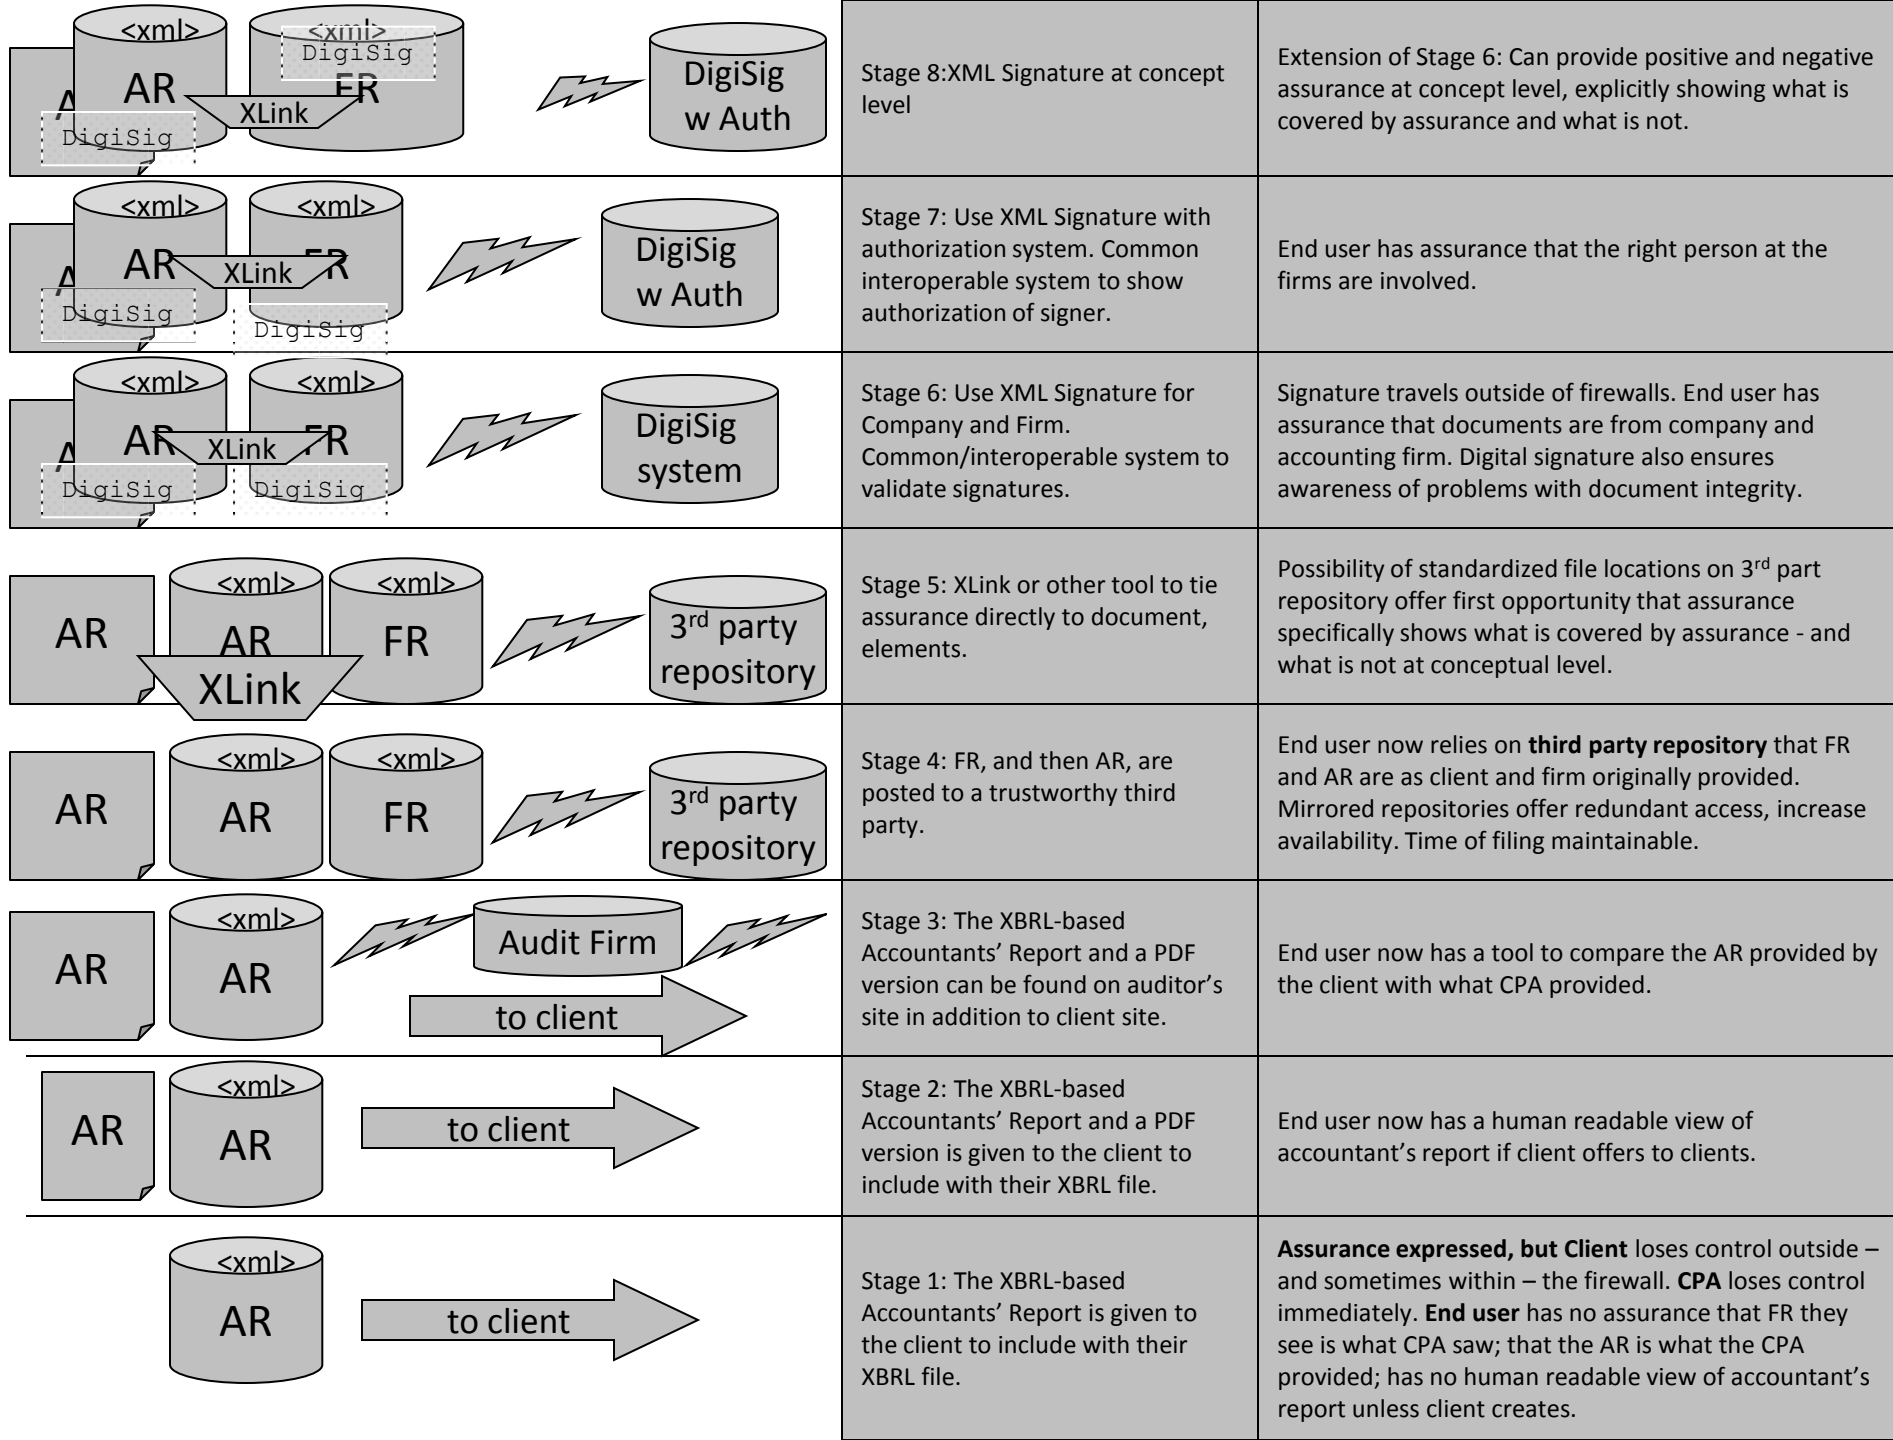 <xml>
AR
A
XLink
DigiSig
<xml>
DigiSig
FR
DigiSig
w Auth
Stage 8:XML Signature at concept
level
Extension of Stage 6: Can provide positive and negative
assurance at concept level, explicitly showing what is
covered by assurance and what is not.
<xml>
<xml>
A
AR
XLink
FR
DigiSig
DigiSig
DigiSig
w Auth
Stage 7: Use XML Signature with
authorization system. Common
interoperable system to show
authorization of signer.
End user has assurance that the right person at the
firms are involved.
<xml>
<xml>
A
AR
XLink
FR
DigiSig
DigiSig
DigiSig
system
Stage 6: Use XML Signature for
Company and Firm.
Common/interoperable system to
validate signatures.
Signature travels outside of firewalls. End user has
assurance that documents are from company and
accounting firm. Digital signature also ensures
awareness of problems with document integrity.
AR
<xml>
AR
<xml>
FR
XLink
3rd party
repository
Stage 5: XLink or other tool to tie
assurance directly to document,
elements.
Possibility of standardized file locations on 3rd part
repository offer first opportunity that assurance
specifically shows what is covered by assurance - and
what is not at conceptual level.
AR
<xml>
AR
<xml>
FR
3rd party
repository
Stage 4: FR, and then AR, are
posted to a trustworthy third
party.
End user now relies on third party repository that FR
and AR are as client and firm originally provided.
Mirrored repositories offer redundant access, increase
availability. Time of filing maintainable.
AR
<xml>
AR
Audit Firm
to client
Stage 3: The XBRL-based
Accountants’ Report and a PDF
version can be found on auditor’s
site in addition to client site.
End user now has a tool to compare the AR provided by
the client with what CPA provided.
AR
<xml>
AR
to client
Stage 2: The XBRL-based
Accountants’ Report and a PDF
version is given to the client to
include with their XBRL file.
End user now has a human readable view of
accountant’s report if client offers to clients.
<xml>
AR
to client
Stage 1: The XBRL-based
Accountants’ Report is given to
the client to include with their
XBRL file.
Assurance expressed, but Client loses control outside –
and sometimes within – the firewall. CPA loses control
immediately. End user has no assurance that FR they
see is what CPA saw; that the AR is what the CPA
provided; has no human readable view of accountant’s
report unless client creates.